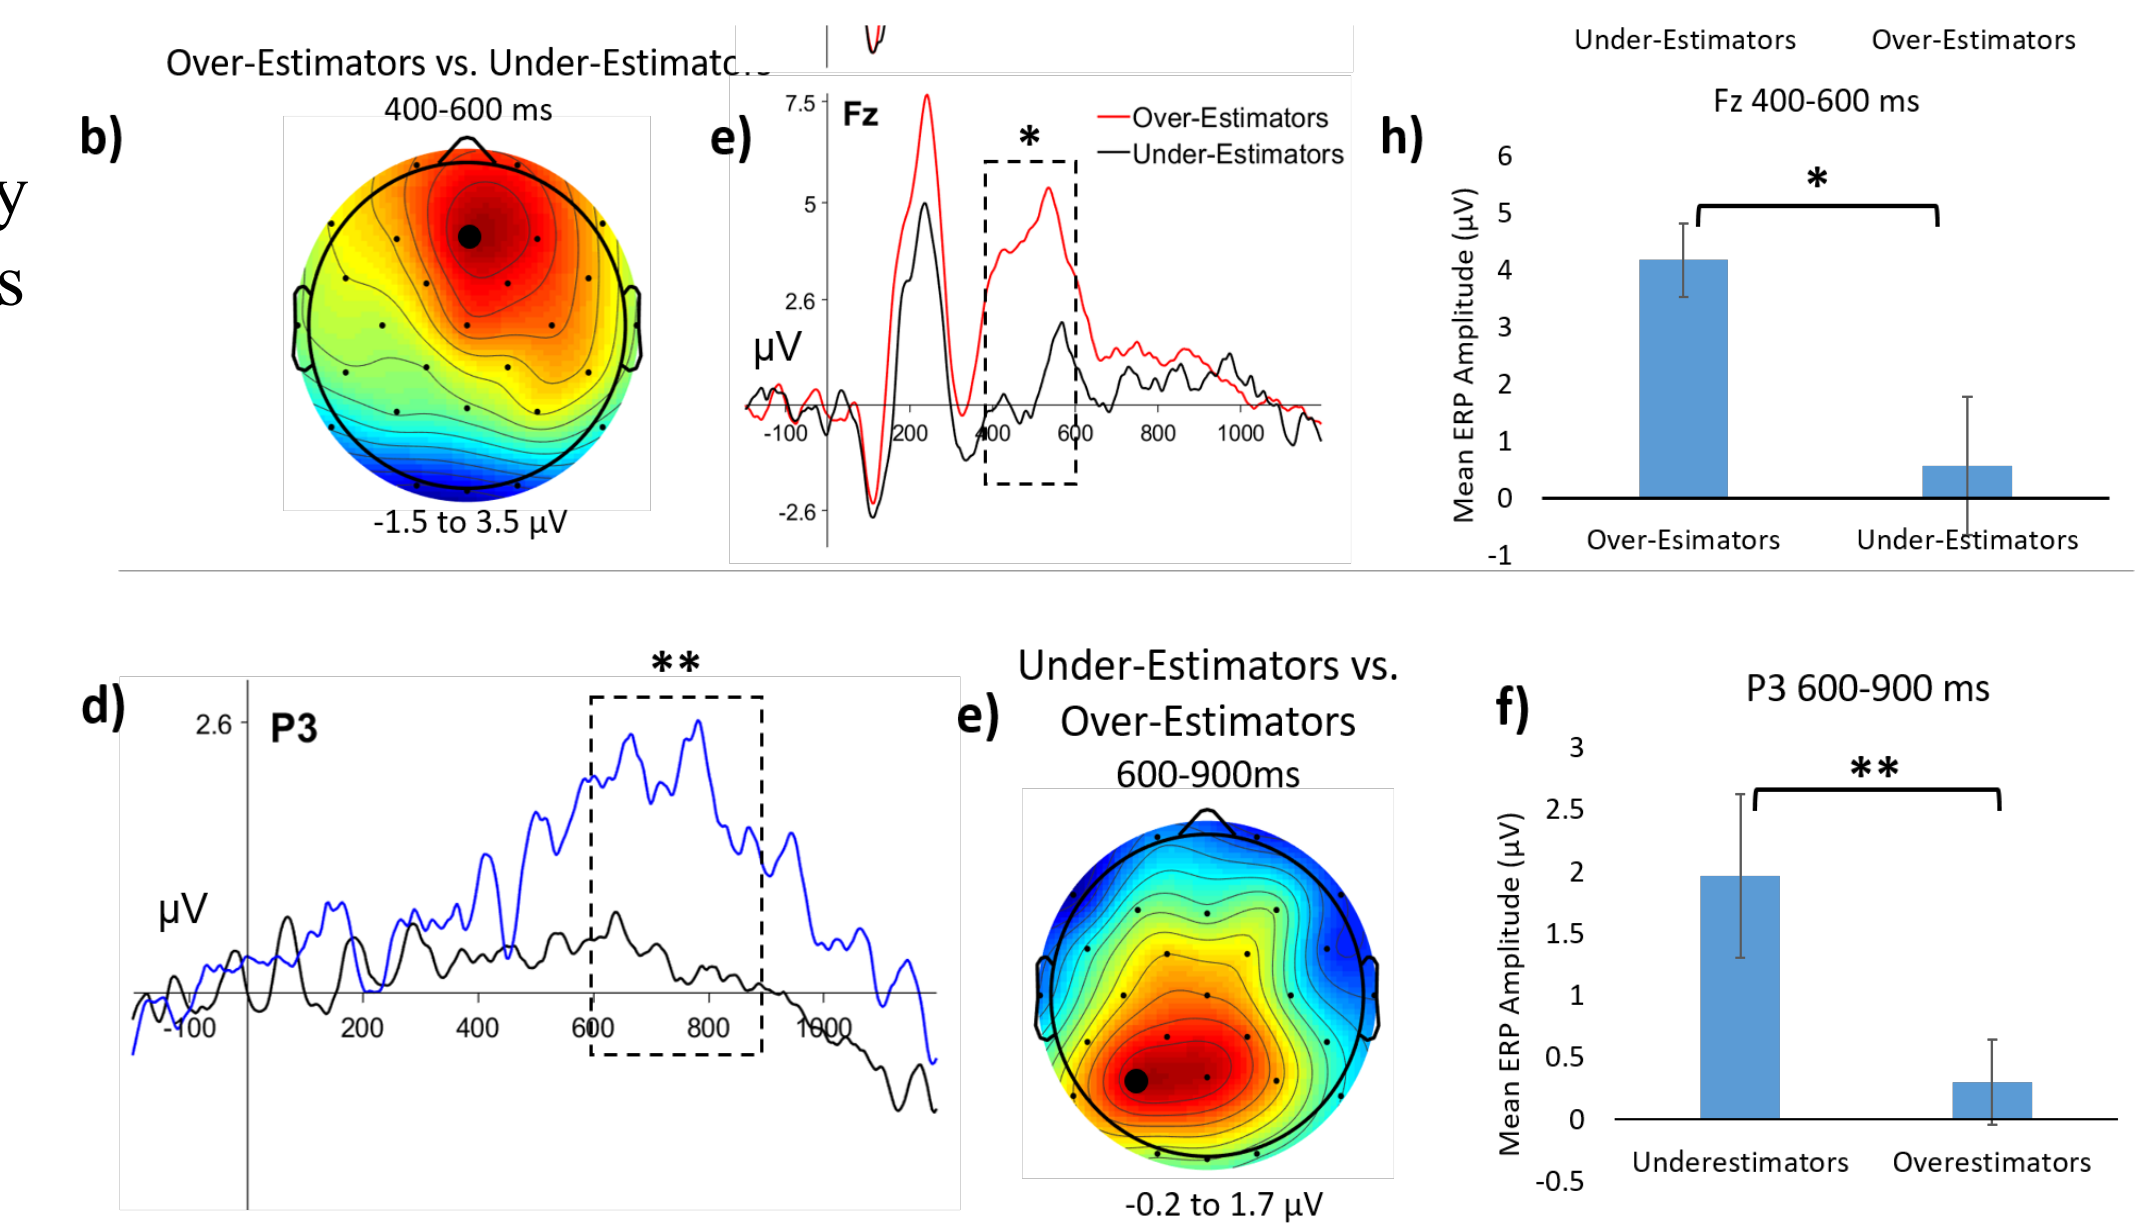 y
s
Over-Estimators vs. Under-Estimators
400-600 ms
b)
-1.5 to 3.5 µV
e)
7.5
Fz
Over-Estimators
Under-Estimators
*
5
2.6
µV
-100
200
400
600
800
1000
-2.6
Under-Estimators
Over-Estimators
h)
Fz 400-600 ms
*
Mean ERP Amplitude (µV)
6
5
4
3
2
1
0
-1
Over-Esimators
Under-Estimators
d)
**
2.6
P3
µV
-100
200
400
600
800
1000
e)
Under-Estimators vs.
Over-Estimators
600-900ms
-0.2 to 1.7 µV
f)
P3 600-900 ms
**
Mean ERP Amplitude (µV)
3
2.5
2
1.5
1
0.5
0
-0.5
Underestimators
Overestimators